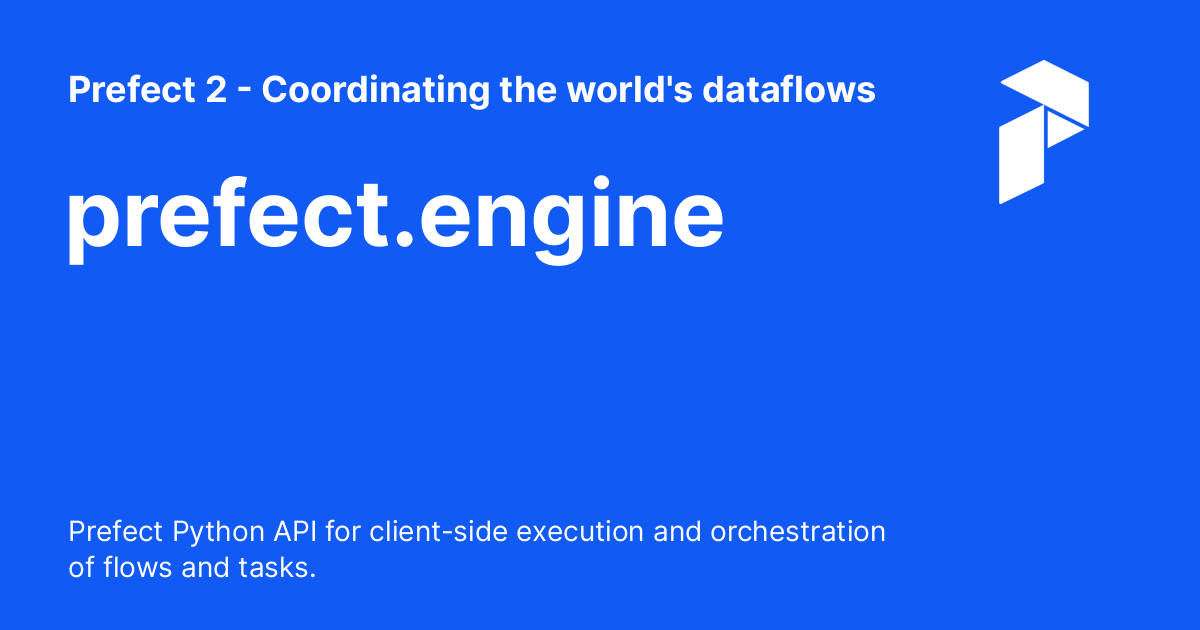 Prefect 2 - Coordinating the world's dataflows
prefect.engine
Prefect Python API for client-side execution and orchestration
of flows and tasks.